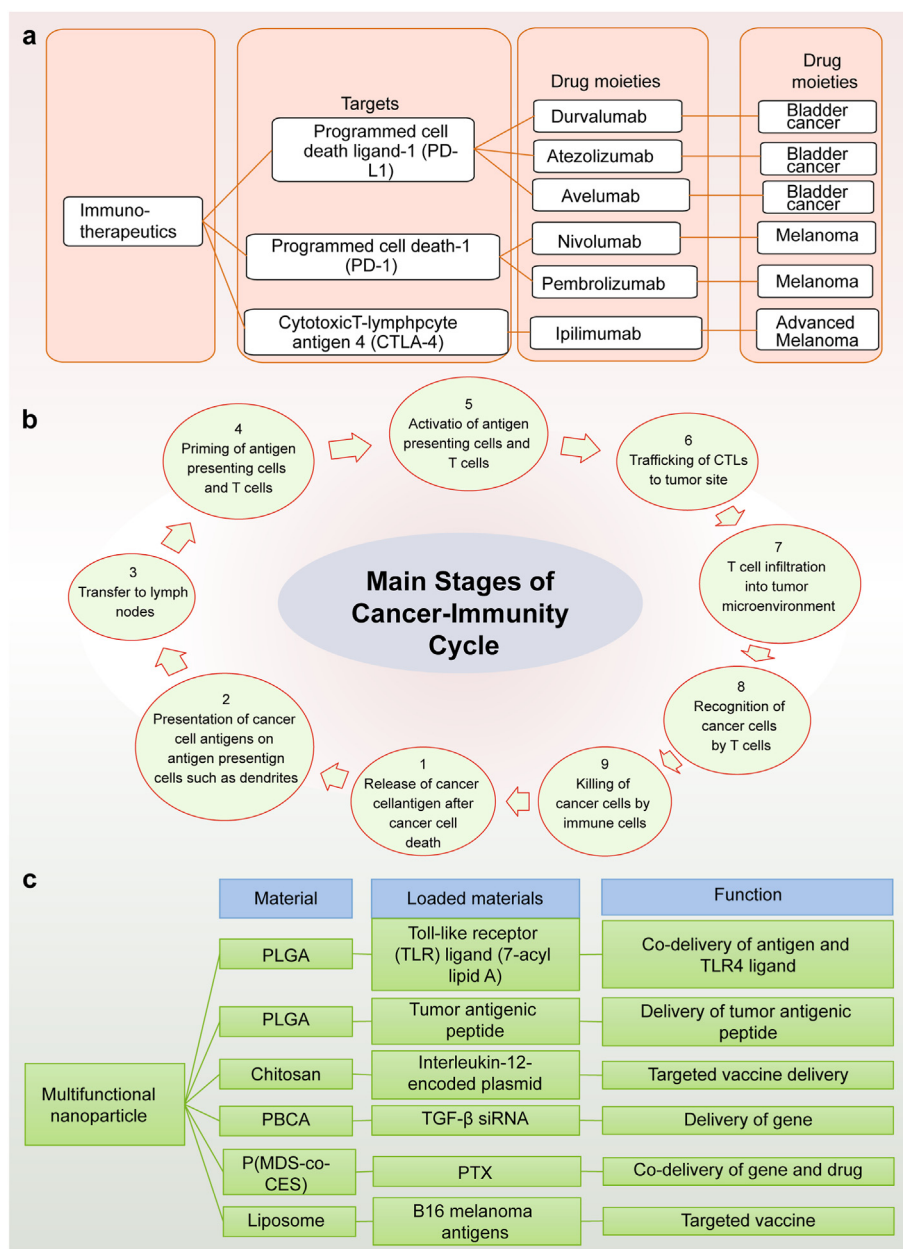 a
Immuno-
therapeutics
Targets
Programmed cell
death ligand-1 (PD-
L1)
Programmed cell death-1
(PD-1)
CytotoxicT-lymphpcyte
antigen 4 (CTLA-4)
Drug moieties
Durvalumab
Atezolizumab
Avelumab
Nivolumab
Pembrolizumab
Ipilimumab
Drug
moieties
Bladder
cancer
Bladder
cancer
Bladder
cancer
Melanoma
Melanoma
Advanced
Melanoma
b
Main Stages of
Cancer-Immunity
Cycle
1
Release of cancer
cellantigen after
cancer cell
death
2
Presentation of cancer
cell antigens on
antigen presentign
cells such as dendrites
3
Transfer to lymph
nodes
4
Priming of antigen
presenting cells
and T cells
5
Activatio of antigen
presenting cells and
T cells
6
Trafficking of CTLs
to tumor site
7
T cell infiltration
into tumor
microenvironment
8
Recognition of
cancer cells
by T cells
9
Killing of
cancer cells by
immune cells
c
Multifunctional
nanoparticle
Material
Loaded materials
Function
PLGA
Toll-like receptor
(TLR) ligand (7-acyl
lipid A)
Co-delivery of antigen and
TLR4 ligand
PLGA
Tumor antigenic
peptide
Delivery of tumor antigenic
peptide
Chitosan
Interleukin-12-
encoded plasmid
Targeted vaccine delivery
PBCA
TGF-β siRNA
Delivery of gene
P(MDS-co-
CES)
PTX
Co-delivery of gene and drug
Liposome
B16 melanoma
antigens
Targeted vaccine